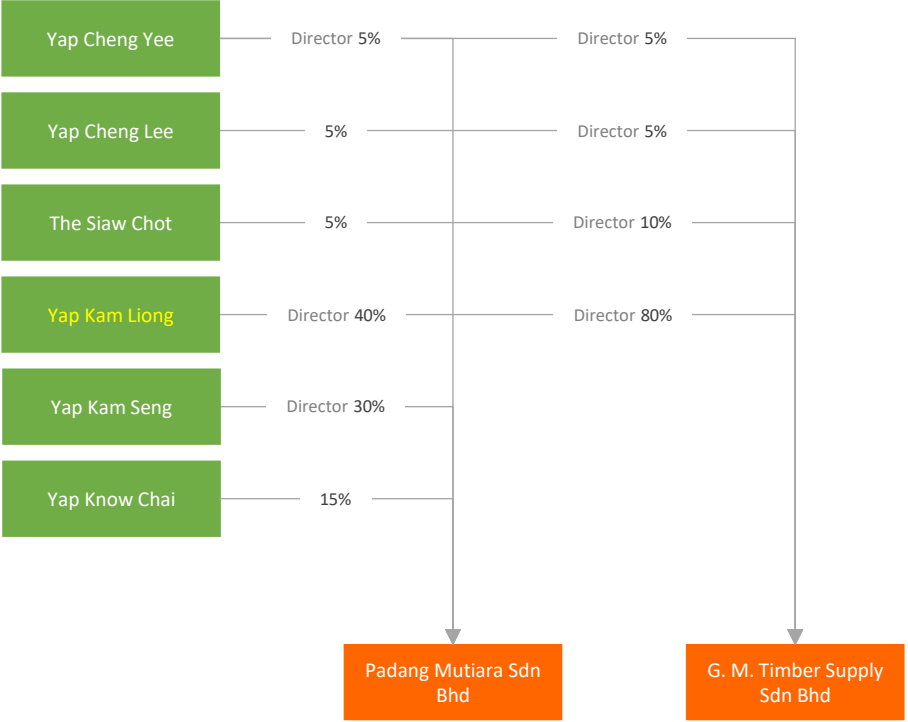 Yap Cheng Yee Director 5% Director 5%
Yap Cheng Lee 5% Director 5%
The Siaw Chot 5% Director 10%
Yap Kam Liong Director 40% Director 80%
Yap Kam Seng Director 30%
Yap Know Chai 15%
Padang Mutiara Sdn
Bhd
G. M. Timber Supply
Sdn Bhd